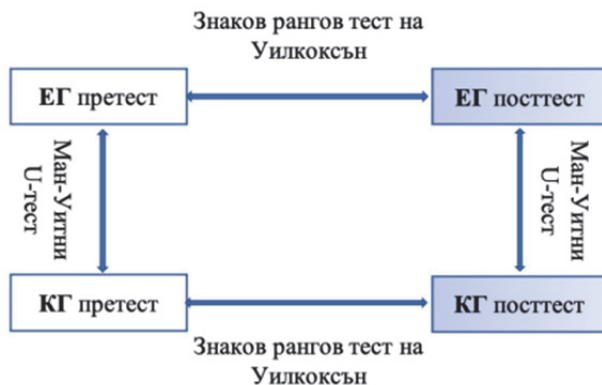 Знаков рангов тест на
Уилкоксън
ЕГ претест
ЕГ посттест
Ман-Уитни
U-тест
Ман-Уитни
U-тест
КГ претест
КГ посттест
Знаков рангов тест на
Уилкоксън